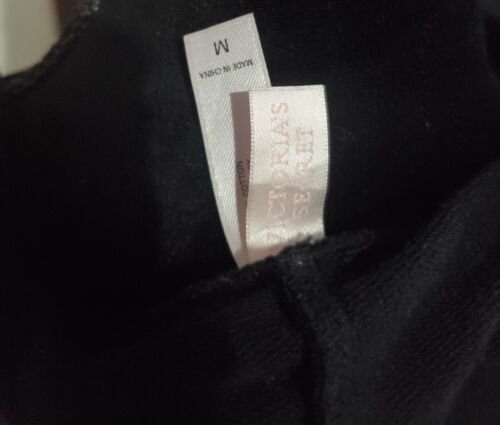 M
MADE IN CHINA
COTTON
VICTORIA'S
SECRET